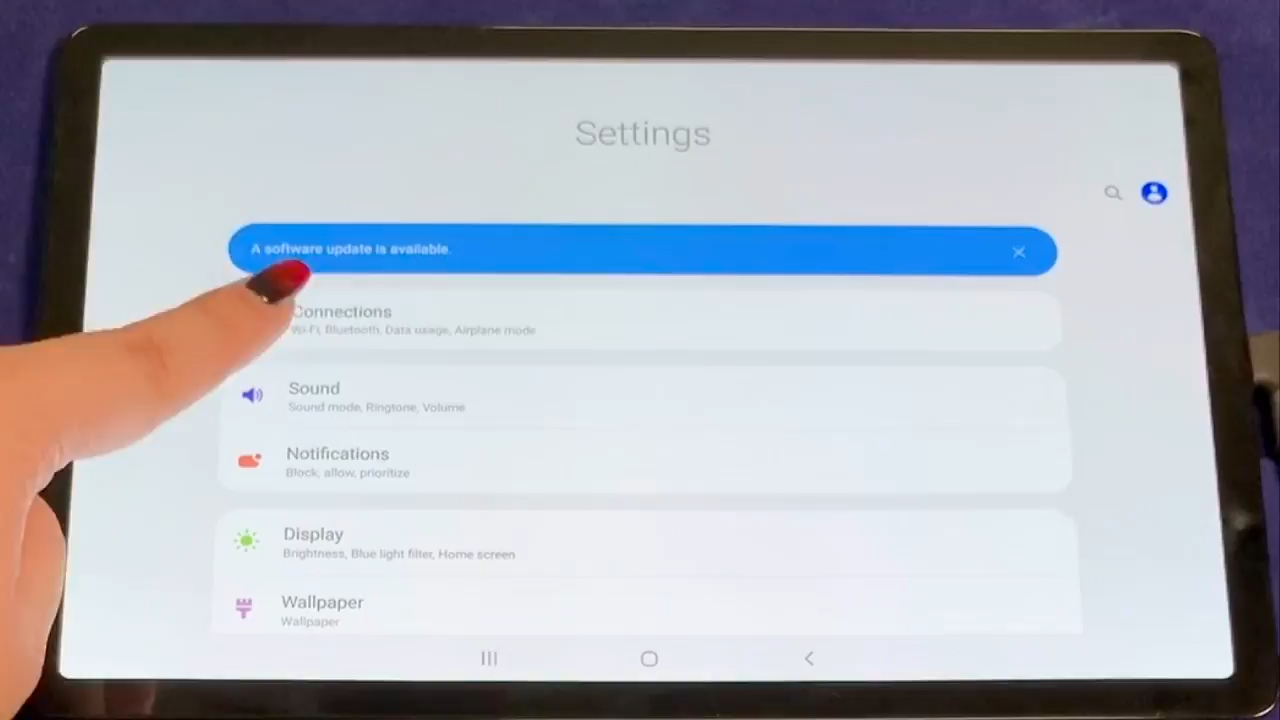 Settings
A software update is available.
Connections
Wi-Fi, Bluetooth, Data usage, Airplane mode
Sound
Sound mode, Ringtone, Volume
Notifications
Block, allow, prioritize
Display
Brightness, Blue light filter, Home screen
Wallpaper
Wallpaper